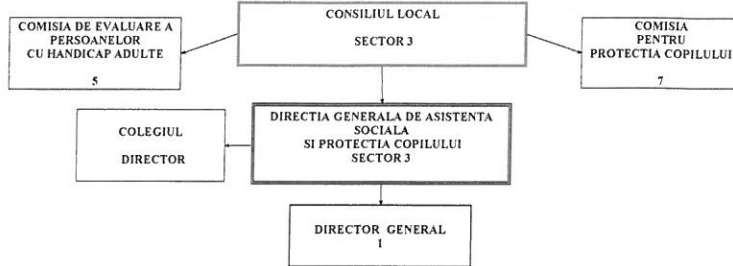 CONSILIUL LOCAL
SECTOR 3
COMISIA DE EVALUARE A
PERSOANELOR
CU HANDICAP ADULTE
5
COMISIA
PENTRU
PROTECTIA COPILULUI
7
DIRECTIA GENERALA DE ASISTENTA
SOCIALA
SI PROTECTIA COPILULUI
SECTOR 3
COLEGIUL
DIRECTOR
DIRECTOR GENERAL
1